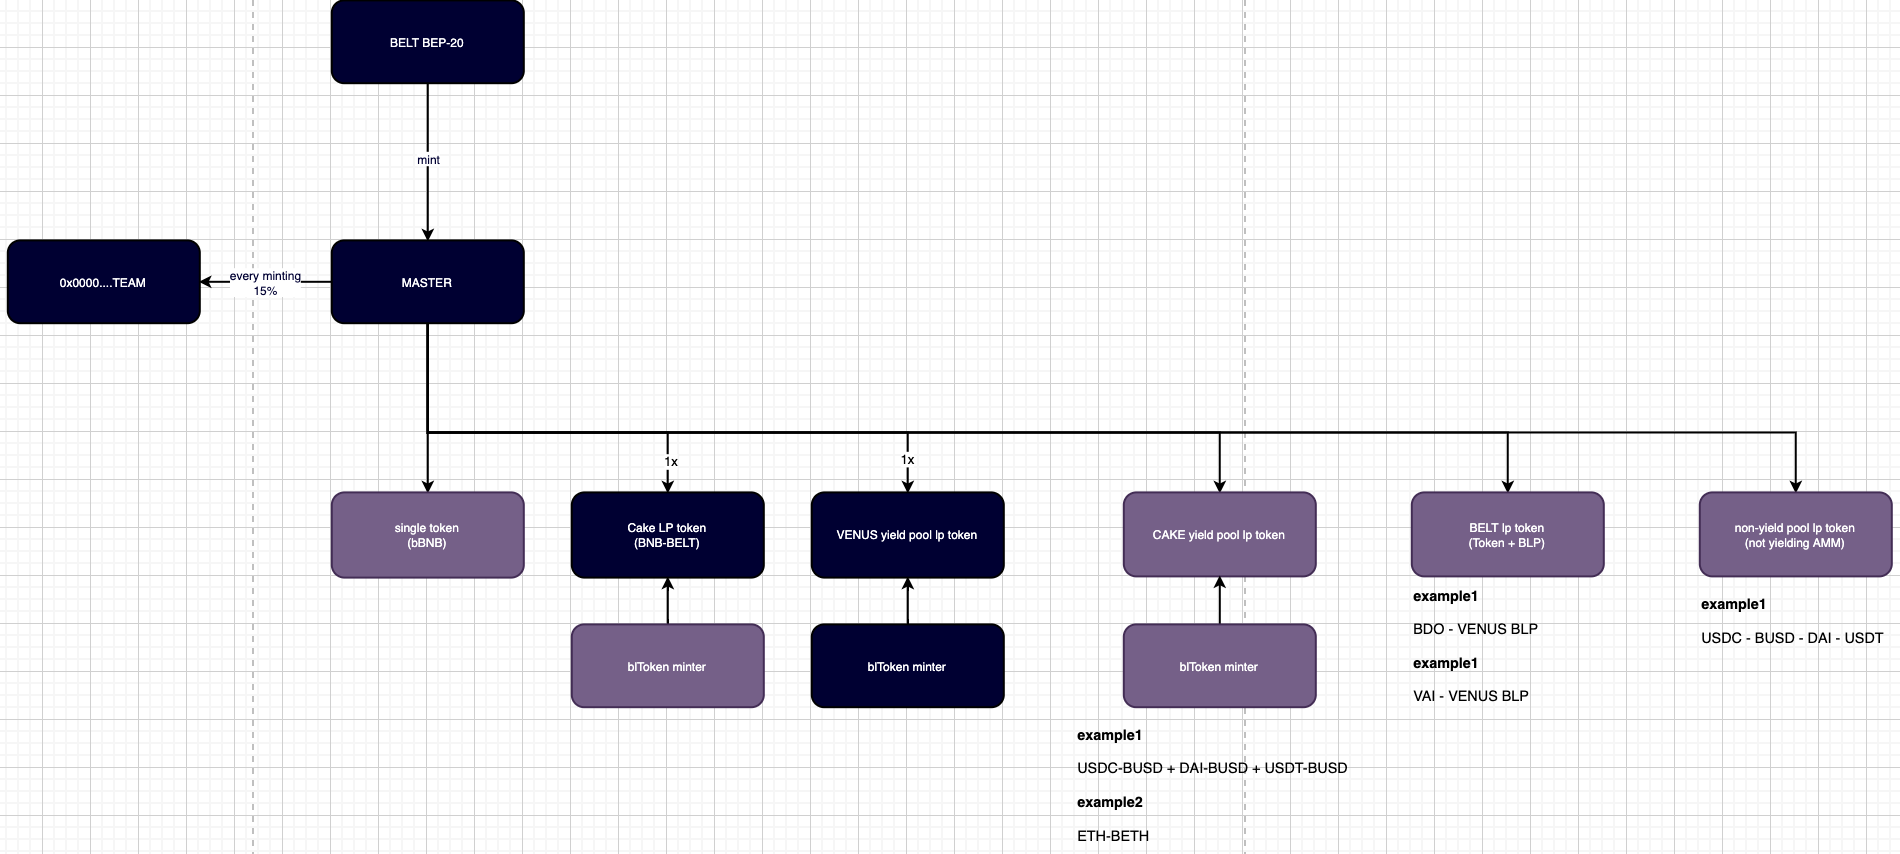 BELT BEP-20
mint
0x0000....TEAM
every minting
15%
MASTER
1x
1x
single token
(bBNB)
Cake LP token
(BNB-BELT)
VENUS yield pool lp token
CAKE yield pool lp token
BELT lp token
(Token + BLP)
non-yield pool lp token
(not yielding AMM)
blToken minter
blToken minter
blToken minter
example1
USDC-BUSD + DAI-BUSD + USDT-BUSD
example2
ETH-BETH
example1
BDO - VENUS BLP
example1
VAI - VENUS BLP
example1
USDC - BUSD - DAI - USDT